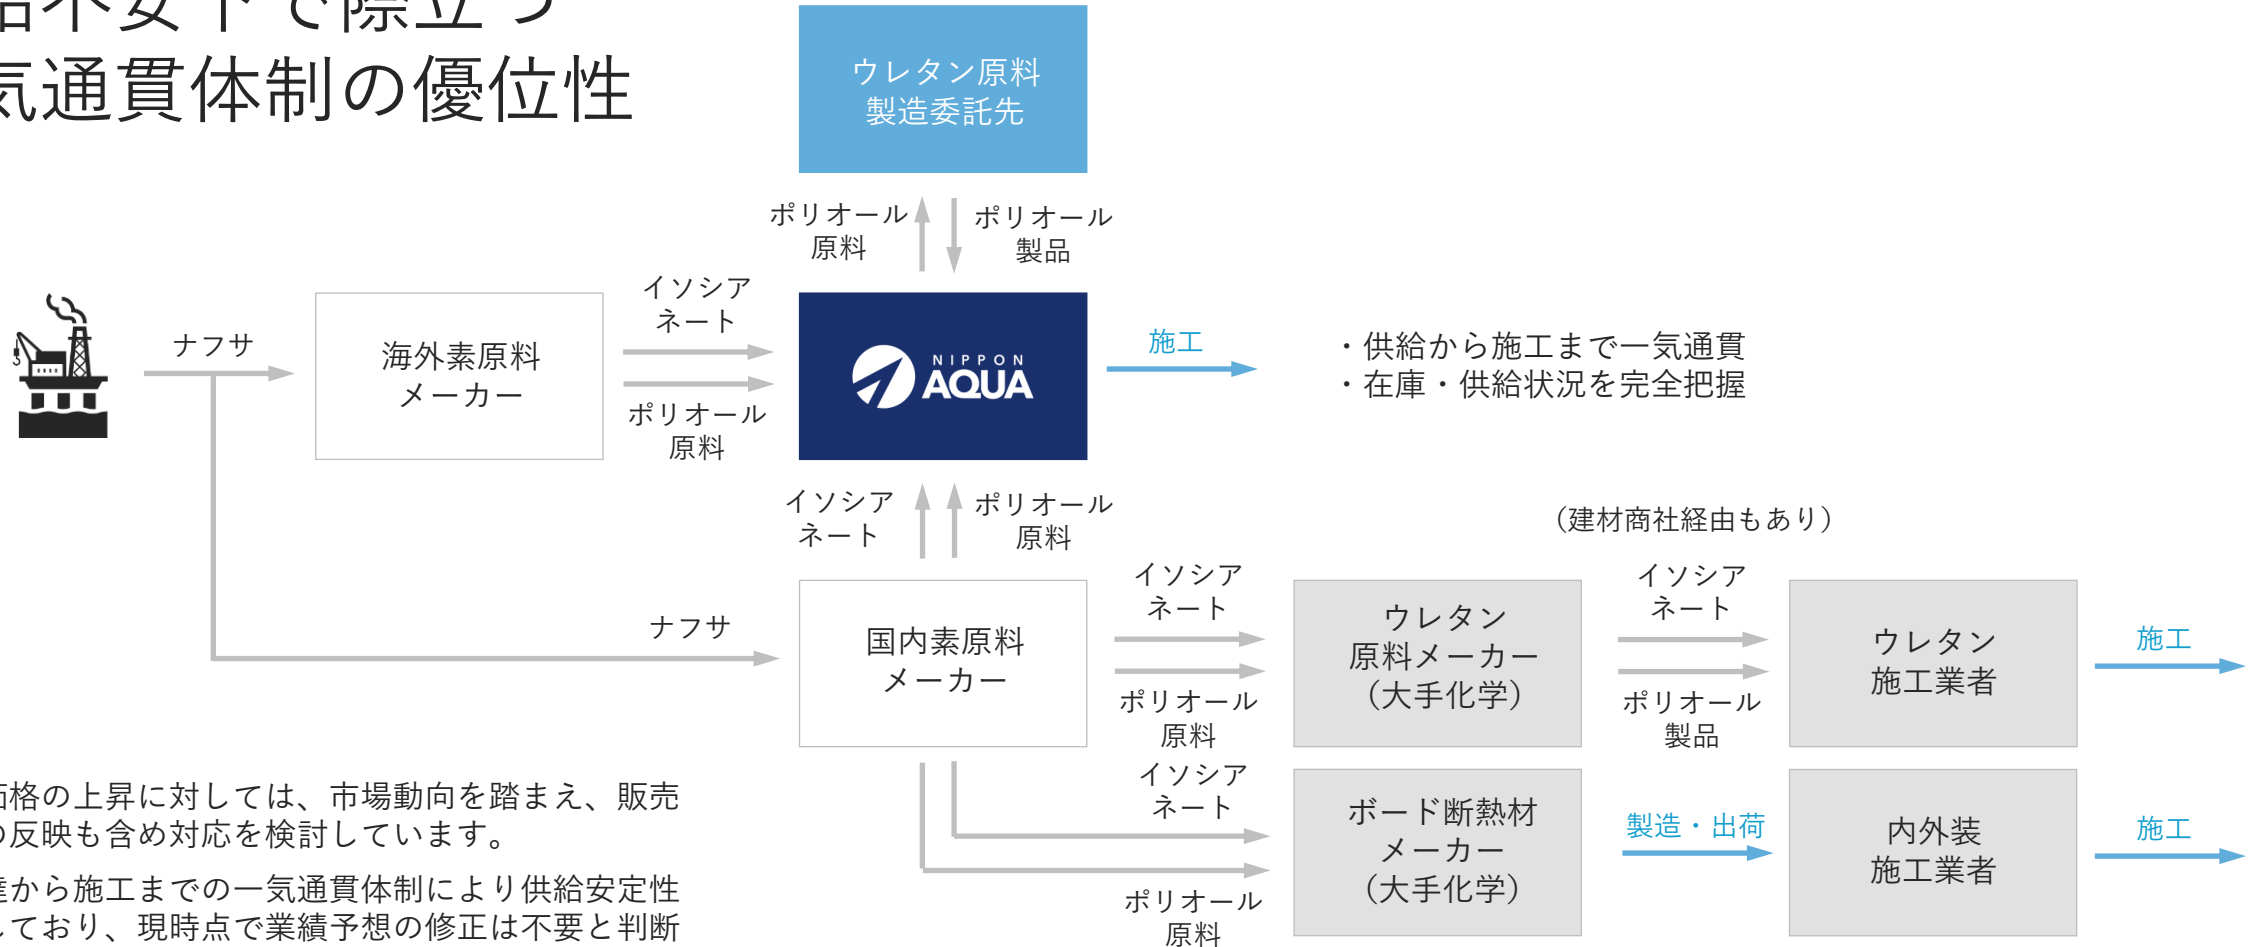 給不安下で際立つ
気通貫体制の優位性
ウレタン原料
製造委託先
ポリオール
原料
ポリオール
製品
ナフサ
海外素原料
メーカー
イソシア
ネート
ポリオール
原料
NIPPON
AQUA
施工
・供給から施工まで一気通貫
・在庫・供給状況を完全把握
イソシア
ネート
ポリオール
原料
(建材商社経由もあり)
ナフサ
国内素原料
メーカー
イソシア
ネート
ポリオール
原料
ウレタン
原料メーカー
(大手化学)
イソシア
ネート
ポリオール
製品
ウレタン
施工業者
施工
イソシア
ネート
ポリオール
原料
ボード断熱材
メーカー
(大手化学)
製造・出荷
内外装
施工業者
施工
価格の上昇に対しては、市場動向を踏まえ、販売
の反映も含め対応を検討しています。
達から施工までの一気通貫体制により供給安定性
しており、現時点で業績予想の修正は不要と判断